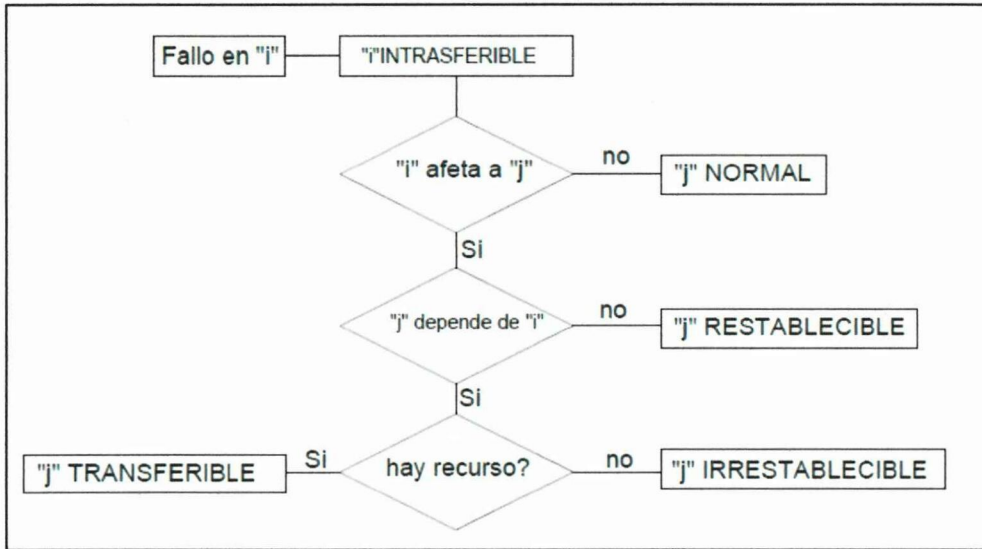 Fallo en "i"
"i"INTRASFERIBLE
"i" afeta a "j"
no
"j" NORMAL
Si
"j" depende de "i"
no
"j" RESTABLECIBLE
Si
"j" TRANSFERIBLE
Si
hay recurso?
no
"j" IRRESTABLECIBLE